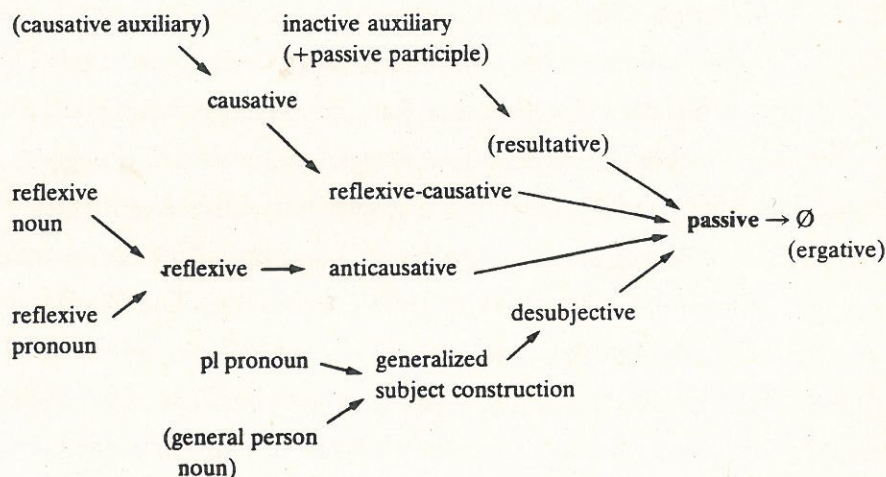 (causative auxiliary)
inactive auxiliary
(+passive participle)
causative
(resultative)
reflexive
noun
reflexive-causative
passive → Ø
(ergative)
reflexive → anticausative
reflexive
pronoun
desubjective
pl pronoun
generalized
subject construction
(general person
noun)